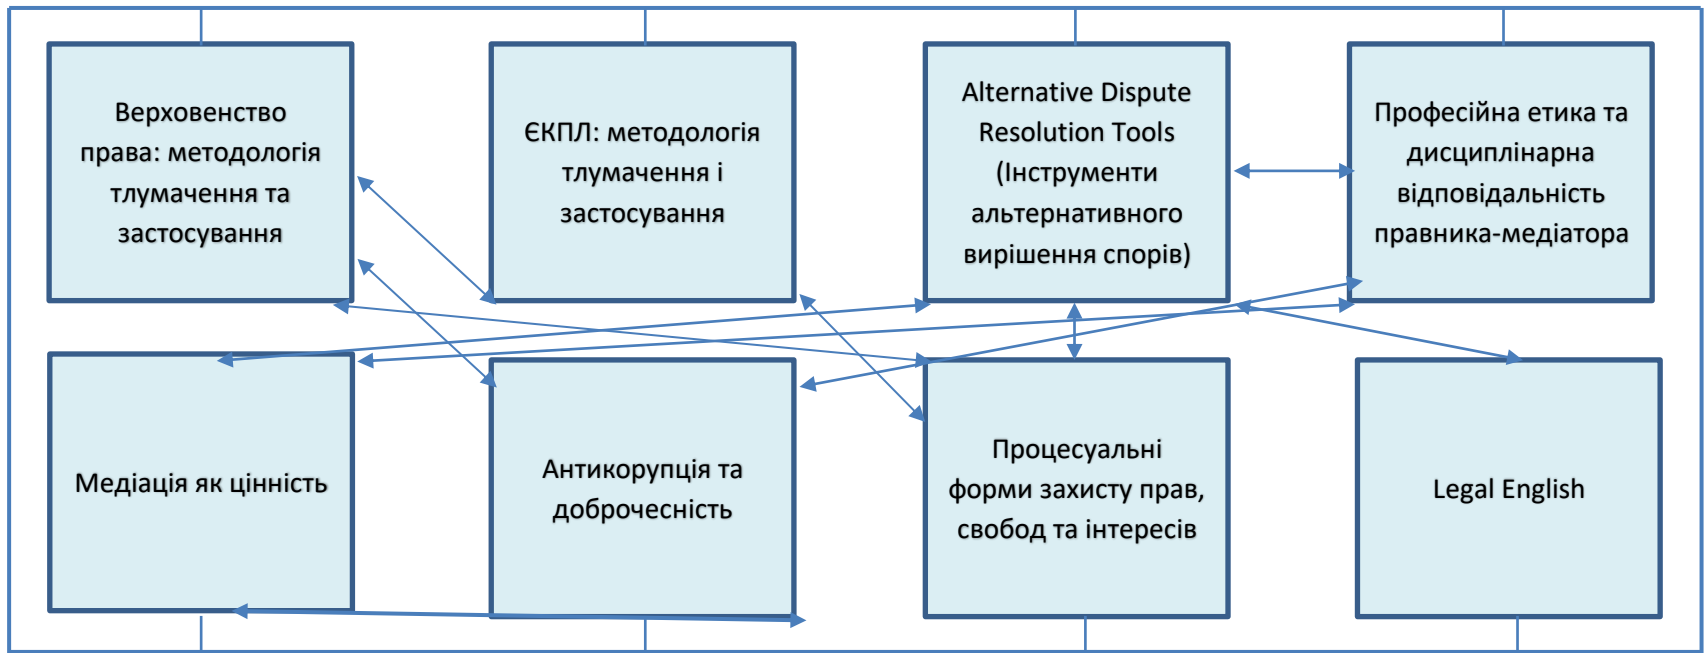 Верховенство
права: методологія
тлумачення та
застосування
ЄКПЛ: методологія
тлумачення і
застосування
Alternative Dispute
Resolution Tools
(Інструменти
альтернативного
вирішення спорів)
Професійна етика та
дисциплінарна
відповідальність
правника-медіатора
Медіація як цінність
Антикорупція та
доброчесність
Процесуальні
форми захисту прав,
свобод та інтересів
Legal English